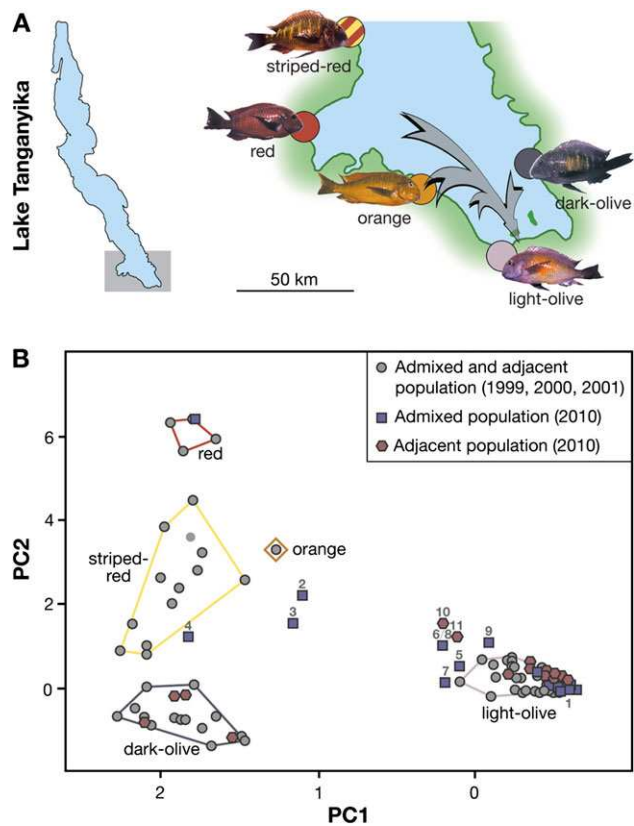 A
Lake Tanganyika
striped-red
red
orange
dark-olive
light-olive
50 km
B
Admixed and adjacent
population (1999, 2000, 2001)
Admixed population (2010)
Adjacent population (2010)
PC2
6
4
2
0
red
striped-
red
orange
2
3
4
10
11
6 8
9
5
7
1
dark-olive
light-olive
2
1
0
PC1